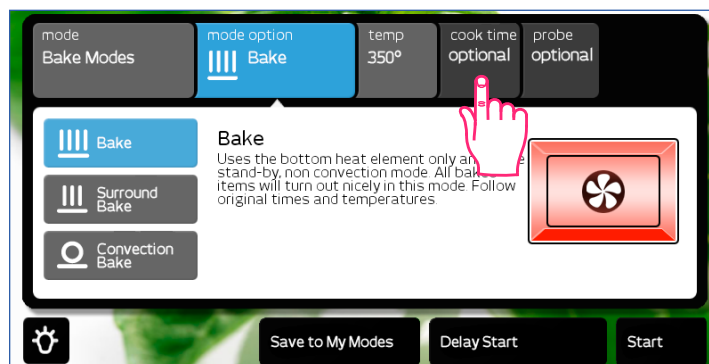 mode
Bake Modes
mode option
Bake
temp
350°
cook time
optional
probe
optional
Bake
Surround
Bake
Convection
Bake
Bake
Uses the bottom heat element only an
stand-by, non convection mode. All baked
items will turn out nicely in this mode. Follow
original times and temperatures.
Save to My Modes
Delay Start
Start